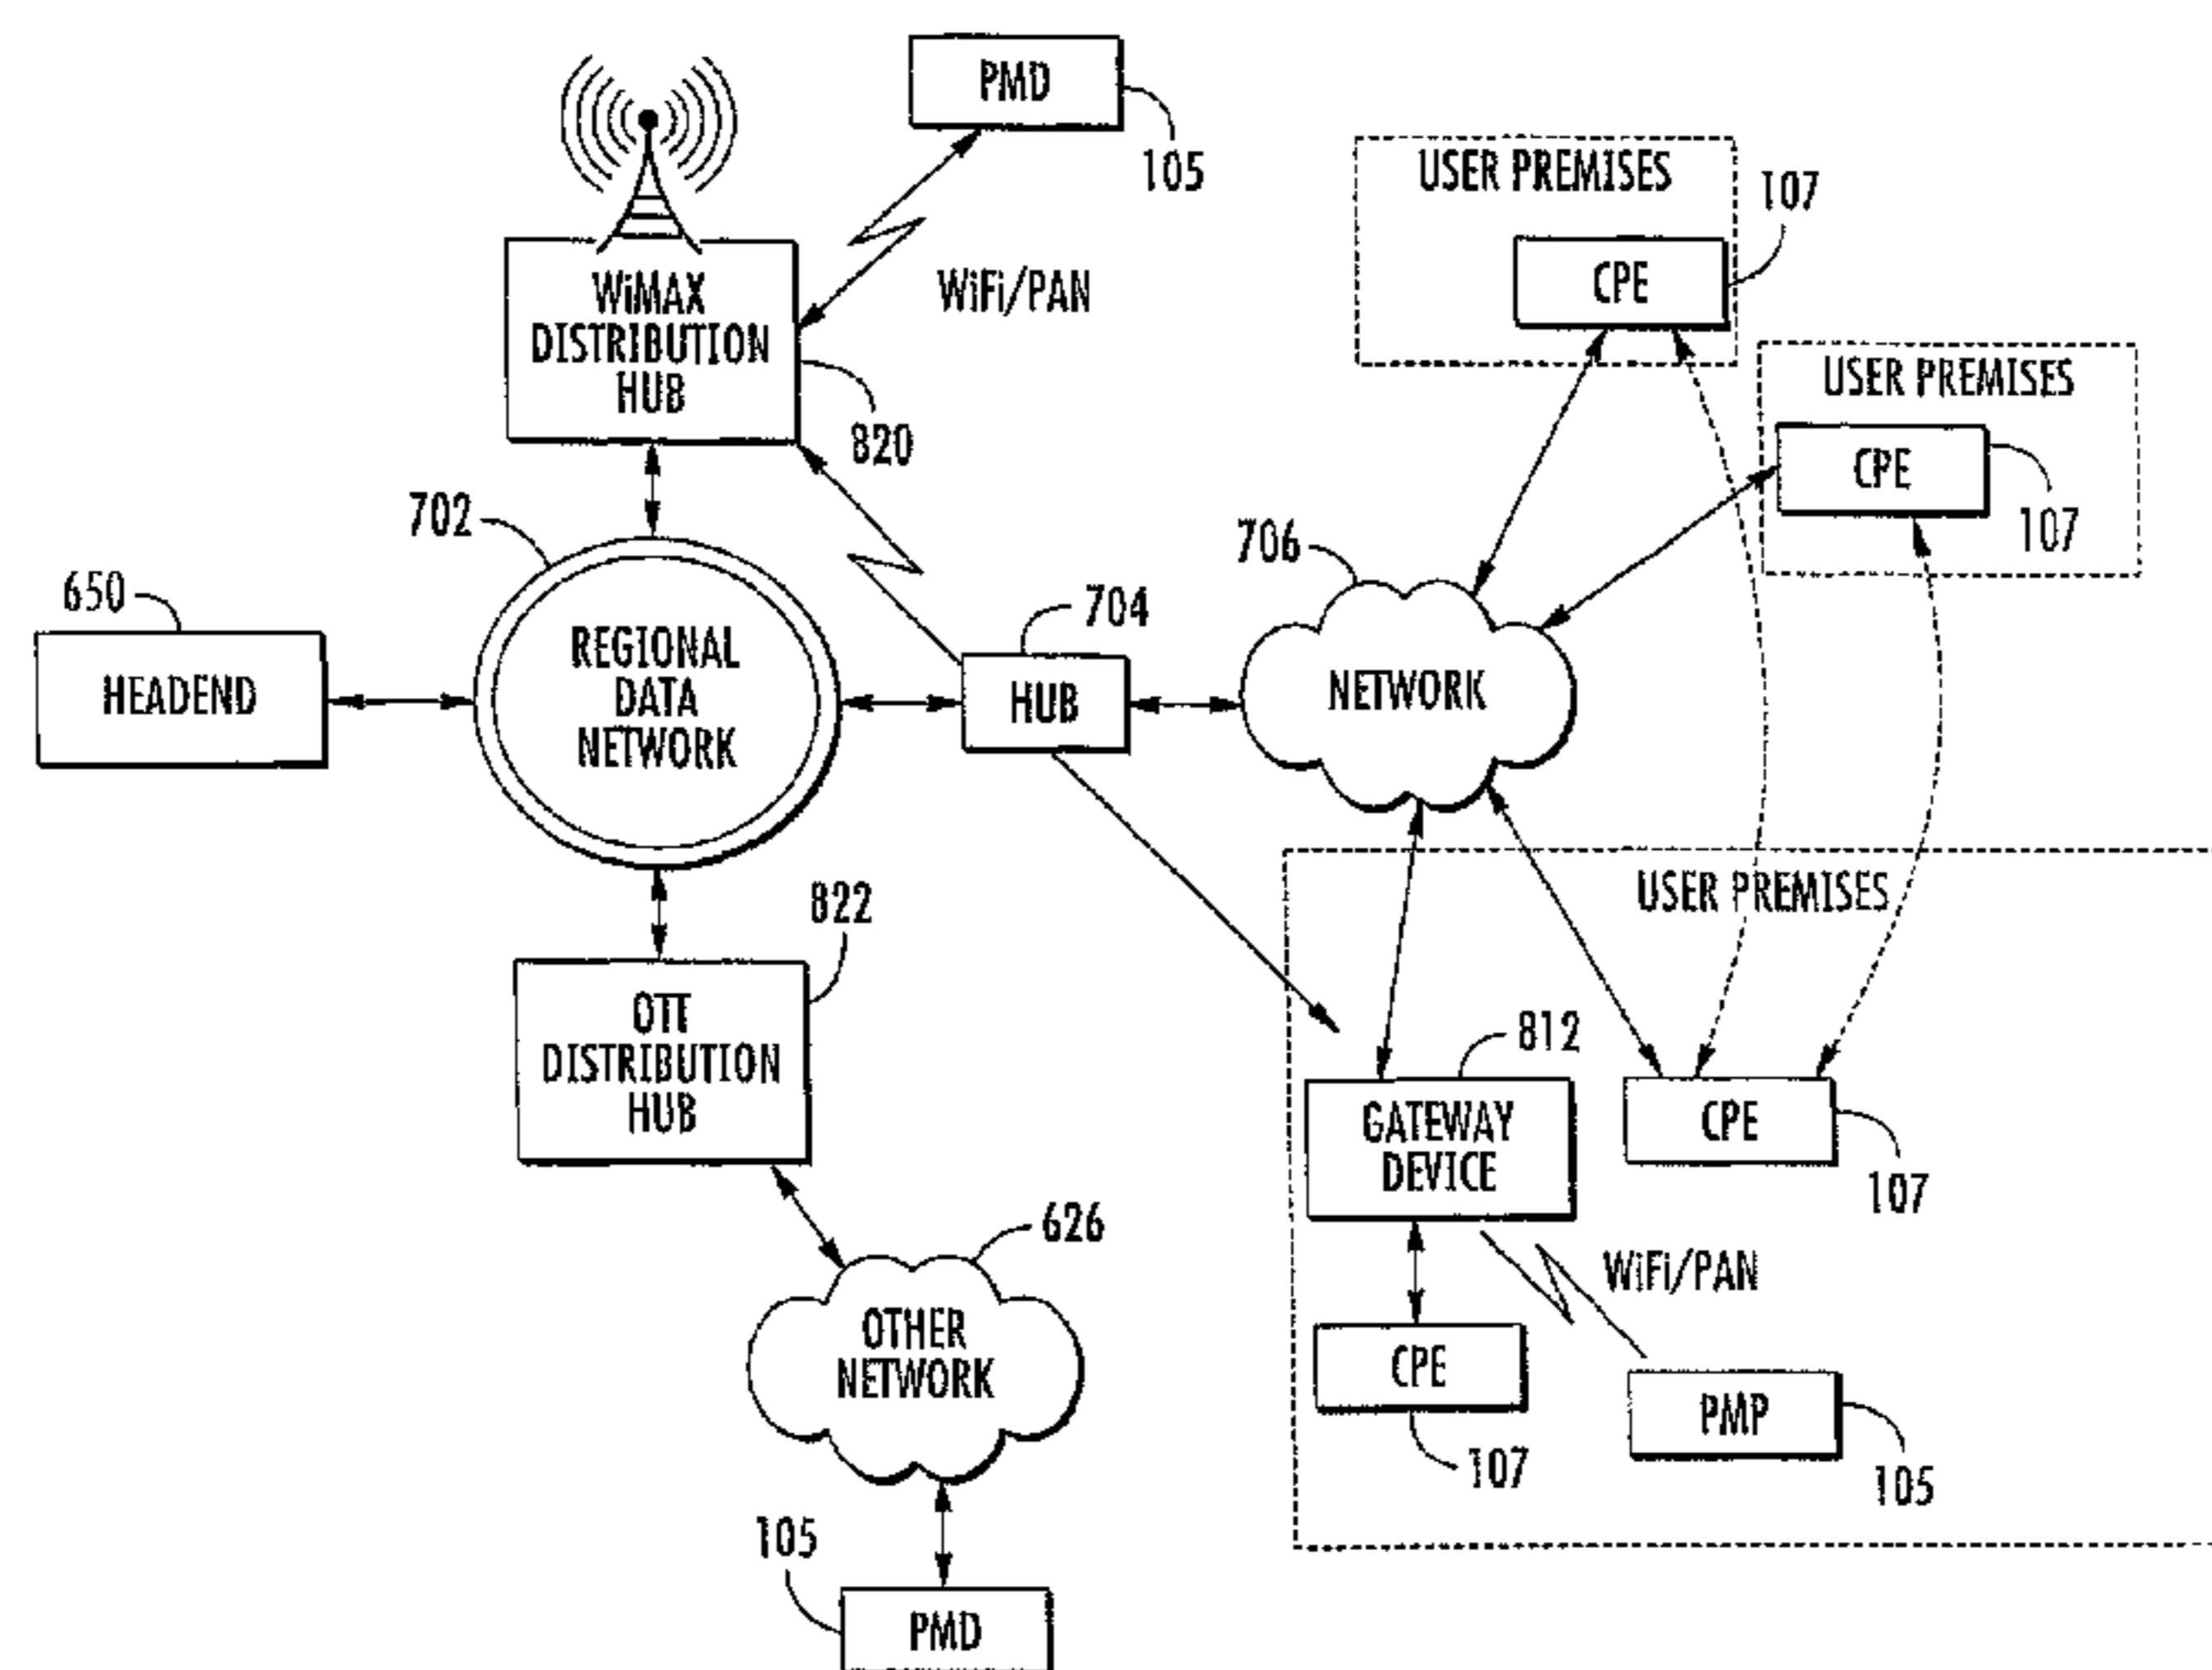 PMD
105
USER PREMISES
107
CPE
WiMAX
DISTRIBUTION
HUB
WiFi/PAN
820
USER PREMISES
CPE
107
702
706
650
704
HEADEND
REGIONAL
DATA
NETWORK
HUB
NETWORK
822
USER PREMISES
OTT
DISTRIBUTION
HUB
812
GATEWAY
DEVICE
CPE
107
626
WiFi/PAN
OTHER
NETWORK
CPE
107
PMP
105
105
PMD